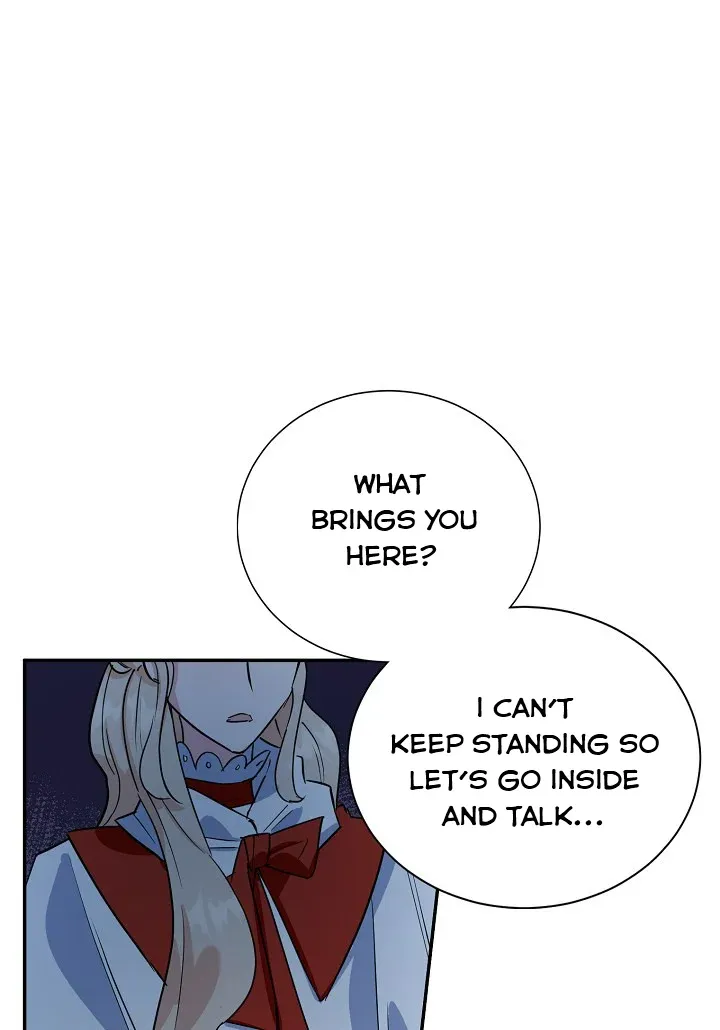 WHAT
BRINGS YOU
HERE?
I CAN'T
KEEP STANDING SO
LET'S GO INSIDE
AND TALK...